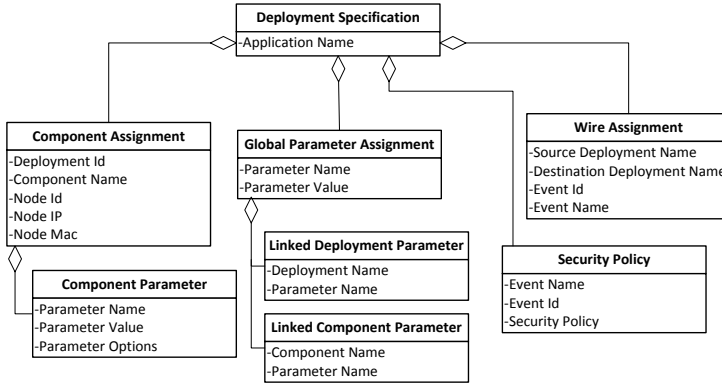 Deployment Specification
-Application Name
Component Assignment
-Deployment Id
-Component Name
-Node Id
-Node IP
-Node Mac
Global Parameter Assignment
-Parameter Name
-Parameter Value
Wire Assignment
-Source Deployment Name
-Destination Deployment Name
-Event Id
-Event Name
Component Parameter
-Parameter Name
-Parameter Value
-Parameter Options
Linked Deployment Parameter
-Deployment Name
-Parameter Name
Linked Component Parameter
-Component Name
-Parameter Name
Security Policy
-Event Name
-Event Id
-Security Policy